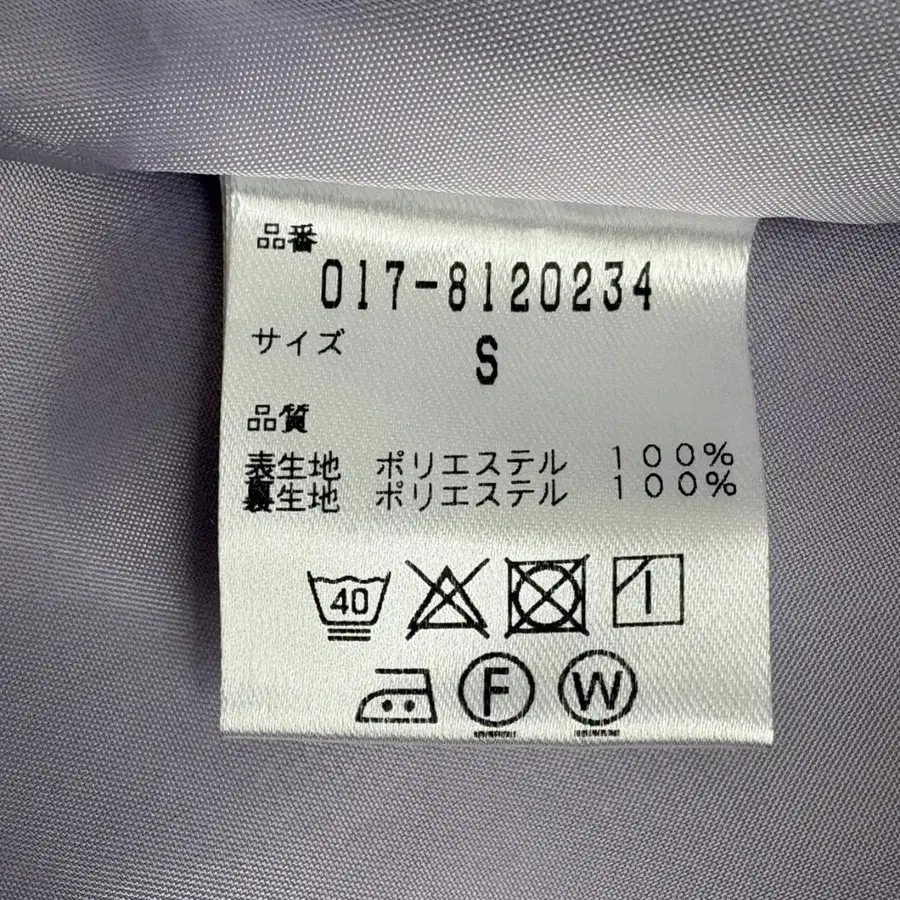 品番
017-8120234
サイズ S
品質
表生地 ポリエステル 100%
裏生地 ポリエステル 100%
40
F W